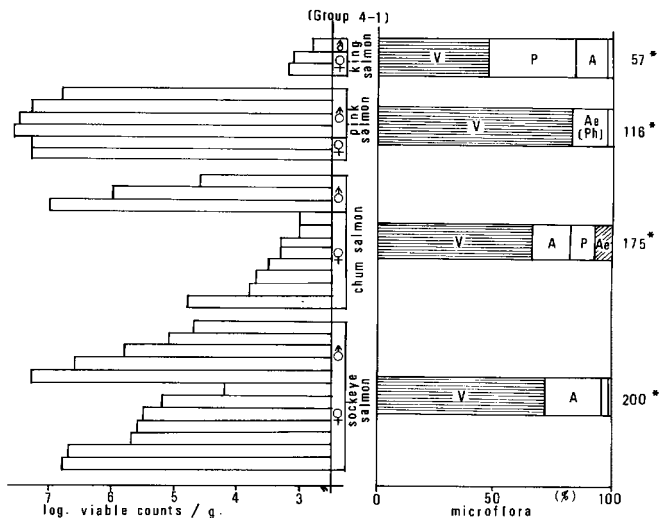 (Group 4-1)
king salmon
♂
♀
V P A
57*
pink salmon
♂
♀
V Ae (Ph)
116*
chum salmon
♂
♀
V A P Ae
175*
sockeye salmon
♂
♀
V A
200*
7 6 5 4 3
log. viable counts / g.
0 50 (%) 100
microflora